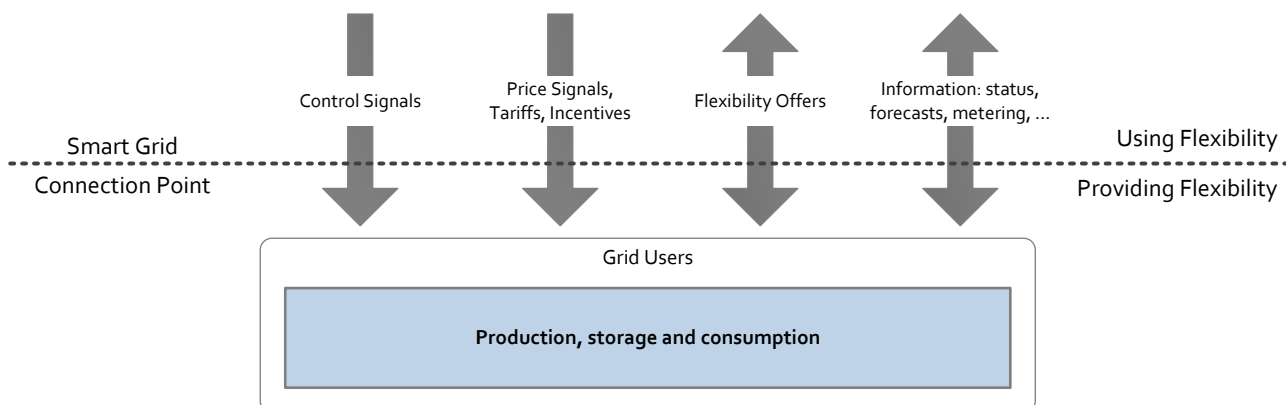 Control Signals
Price Signals,
Tariffs, Incentives
Flexibility Offers
Information: status,
forecasts, metering, ...
Smart Grid
Connection Point
Using Flexibility
Providing Flexibility
Grid Users
Production, storage and consumption